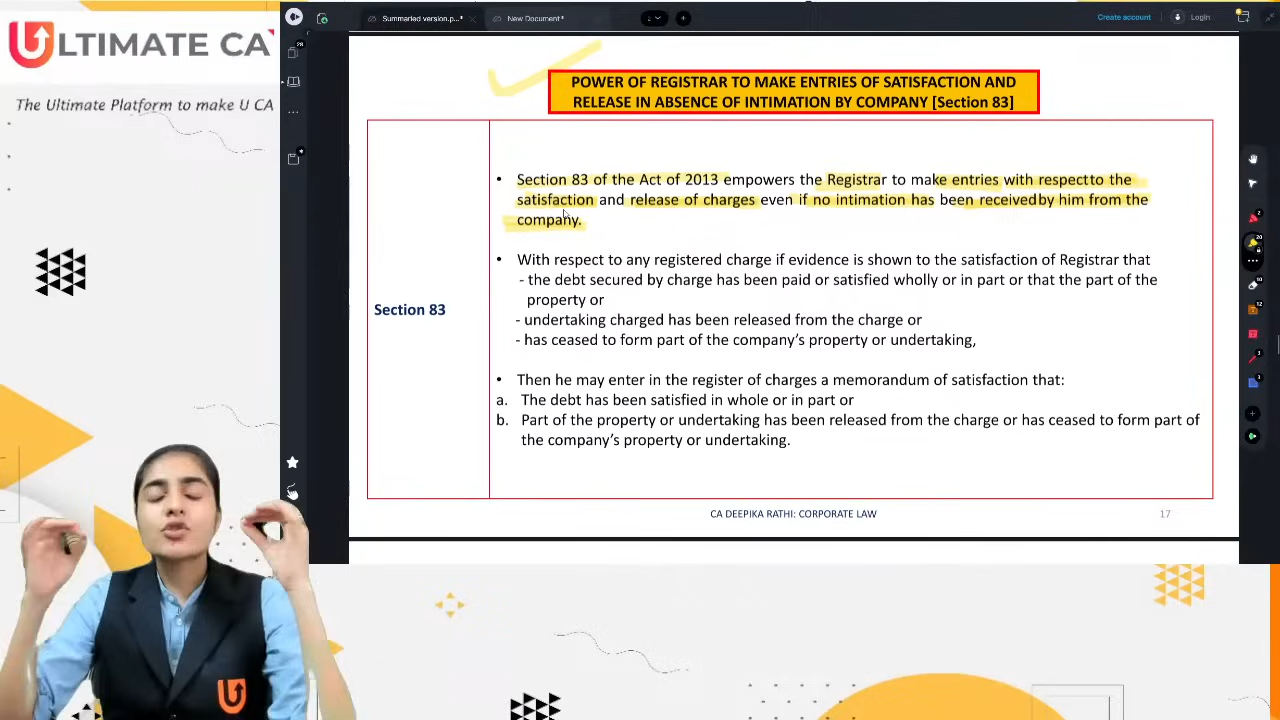 ULTIMATE CA
The Ultimate Platform to make U CA
Summaried version.p...*
New Document*
Create account
Login
POWER OF REGISTRAR TO MAKE ENTRIES OF SATISFACTION AND
RELEASE IN ABSENCE OF INTIMATION BY COMPANY [Section 83]
Section 83
• Section 83 of the Act of 2013 empowers the Registrar to make entries with respect to the
satisfaction and release of charges even if no intimation has been received by him from the
company.
• With respect to any registered charge if evidence is shown to the satisfaction of Registrar that
- the debt secured by charge has been paid or satisfied wholly or in part or that the part of the
property or
- undertaking charged has been released from the charge or
- has ceased to form part of the company's property or undertaking,
• Then he may enter in the register of charges a memorandum of satisfaction that:
a. The debt has been satisfied in whole or in part or
b. Part of the property or undertaking has been released from the charge or has ceased to form part of
the company's property or undertaking.
CA DEEPIKA RATHI: CORPORATE LAW
17